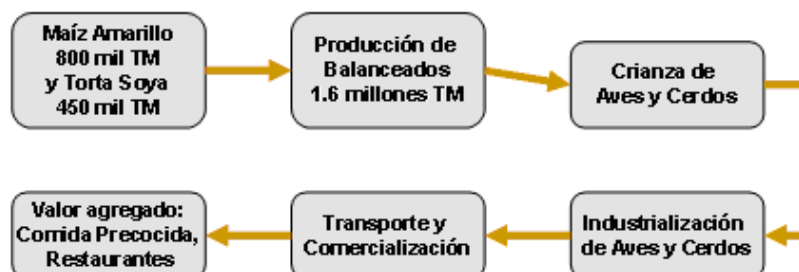 Maíz Amarillo
800 mil TM
y Torta Soya
450 mil TM
Producción de
Balanceados
1.6 millones TM
Crianza de
Aves y Cerdos
Industrialización
de Aves y Cerdos
Transporte y
Comercialización
Valor agregado:
Comida Precocida,
Restaurantes